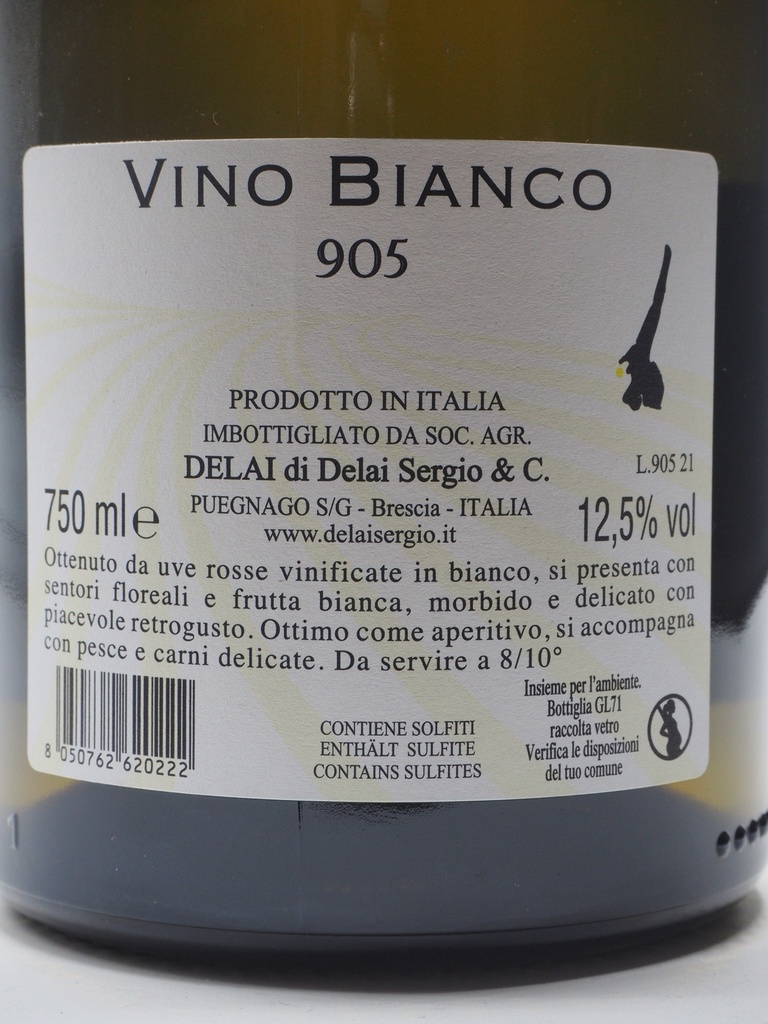 VINO BIANCO
905
PRODOTTO IN ITALIA
IMBOTTIGLIATO DA SOC. AGR.
DELAI di Delai Sergio & C.
L.905 21
750 ml e
PUEGNAGO S/G - Brescia - ITALIA
12,5% vol
www.delaisergio.it
Ottenuto da uve rosse vinificate in bianco, si presenta con
sentori floreali e frutta bianca, morbido e delicato con
piacevole retrogusto. Ottimo come aperitivo, si accompagna
con pesce e carni delicate. Da servire a 8/10°
8 050762 620222
CONTIENE SOLFITI
ENTHÄLT SULFITE
CONTAINS SULFITES
Insieme per l'ambiente.
Bottiglia GL71
raccolta vetro
Verifica le disposizioni
del tuo comune
1